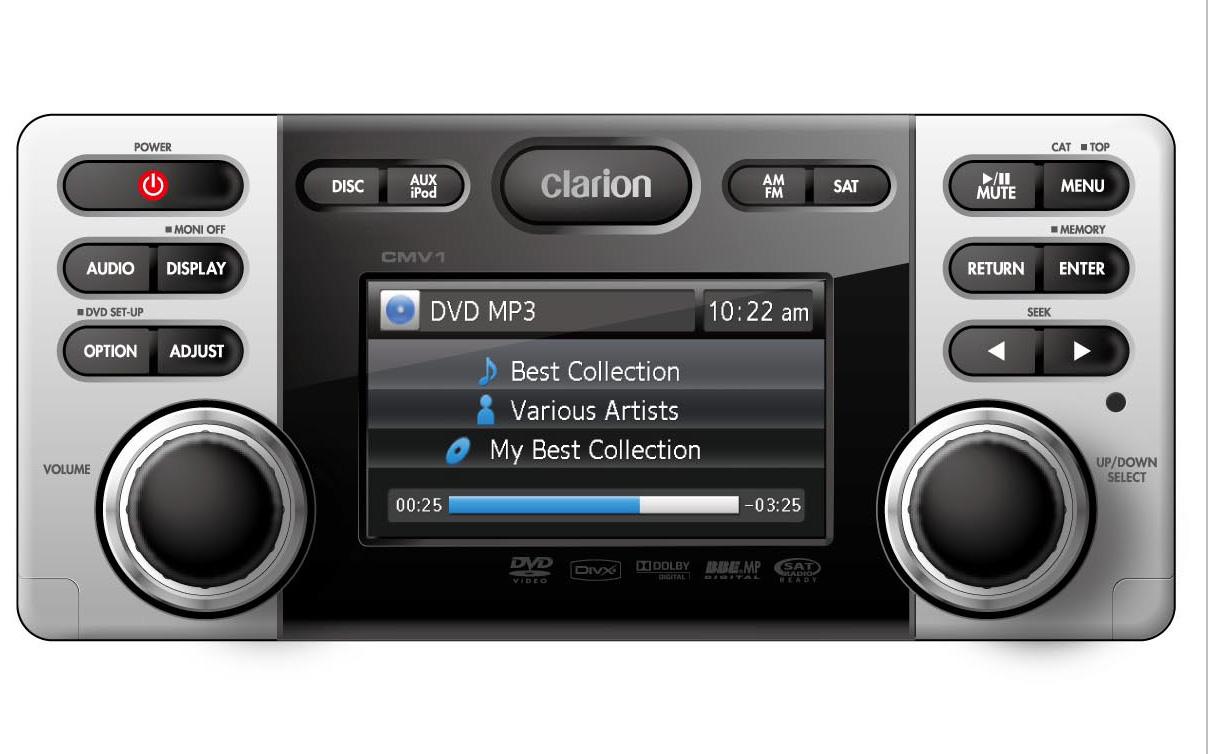 POWER
MONI OFF
AUDIO DISPLAY
DVD SET-UP
OPTION ADJUST
VOLUME
DISC
AUX
iPod
clarion
AM
FM
SAT
CMV1
DVD MP3
10:22 am
Best Collection
Various Artists
My Best Collection
00:25
-03:25
DVD
VIDEO
DIVX
DOLBY
DIGITAL
BBE MP
DIGITAL
SAT
RADIO
READY
CAT TOP
MUTE
MENU
MEMORY
RETURN ENTER
SEEK
UP/DOWN
SELECT